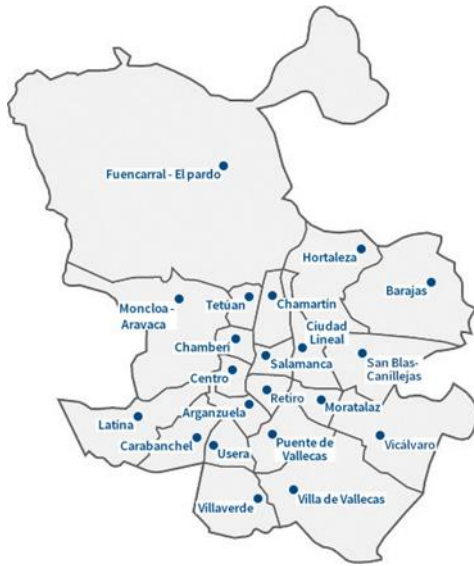 Fuencarral - El pardo
Hortaleza
Barajas
Moncloa -
Aravaca
Tetúan
Chamartín
Ciudad
Lineal
Chamberí
Salamanca
San Blas-
Canillejas
Centro
Retiro
Moratalaz
Latina
Arganzuela
Carabanchel
Usera
Puente de
Vallecas
Vicálvaro
Villaverde
Villa de Vallecas